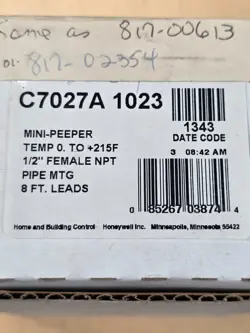 Same as 817-00613
or 817-02354
C7027A 1023
1343
DATE CODE
3 06:42 AM
MINI-PEEPER
TEMP 0. TO +215F
1/2" FEMALE NPT
PIPE MTG
8 FT. LEADS
0 85267 03874 4
Home and Building Control Honeywell Inc. Minneapolis, Minnesota 55422